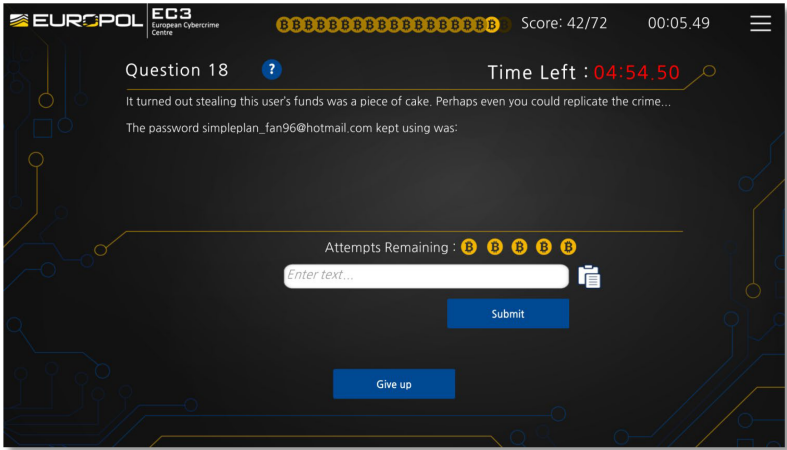 EUROPOL
EC3
European Cybercrime
Centre
Score: 42/72
00:05.49
Question 18
?
Time Left : 04:54.50
It turned out stealing this user's funds was a piece of cake. Perhaps even you could replicate the crime...
The password simpleplan_fan96@hotmail.com kept using was:
Attempts Remaining :
Enter text...
Submit
Give up